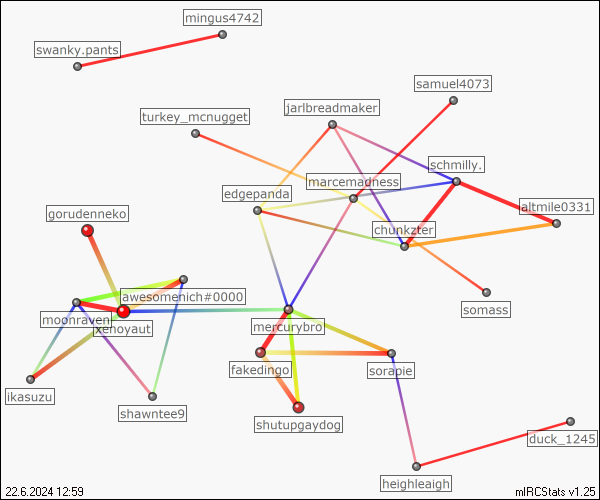 mingus4742
swanky.pants
samuel4073
jarlbreadmaker
turkey_mcnugget
schmilly.
marcemadness
edgepanda
altmile0331
gorudenneko
chunkzter
awesomenich#0000
somass
moonraven
xenoyaut
mercurybro
fakedingo
sorapie
ikasuzu
shawntee9
shutupgaydog
duck_1245
heighleaigh
22.6.2024 12:59
mIRCStats v1.25